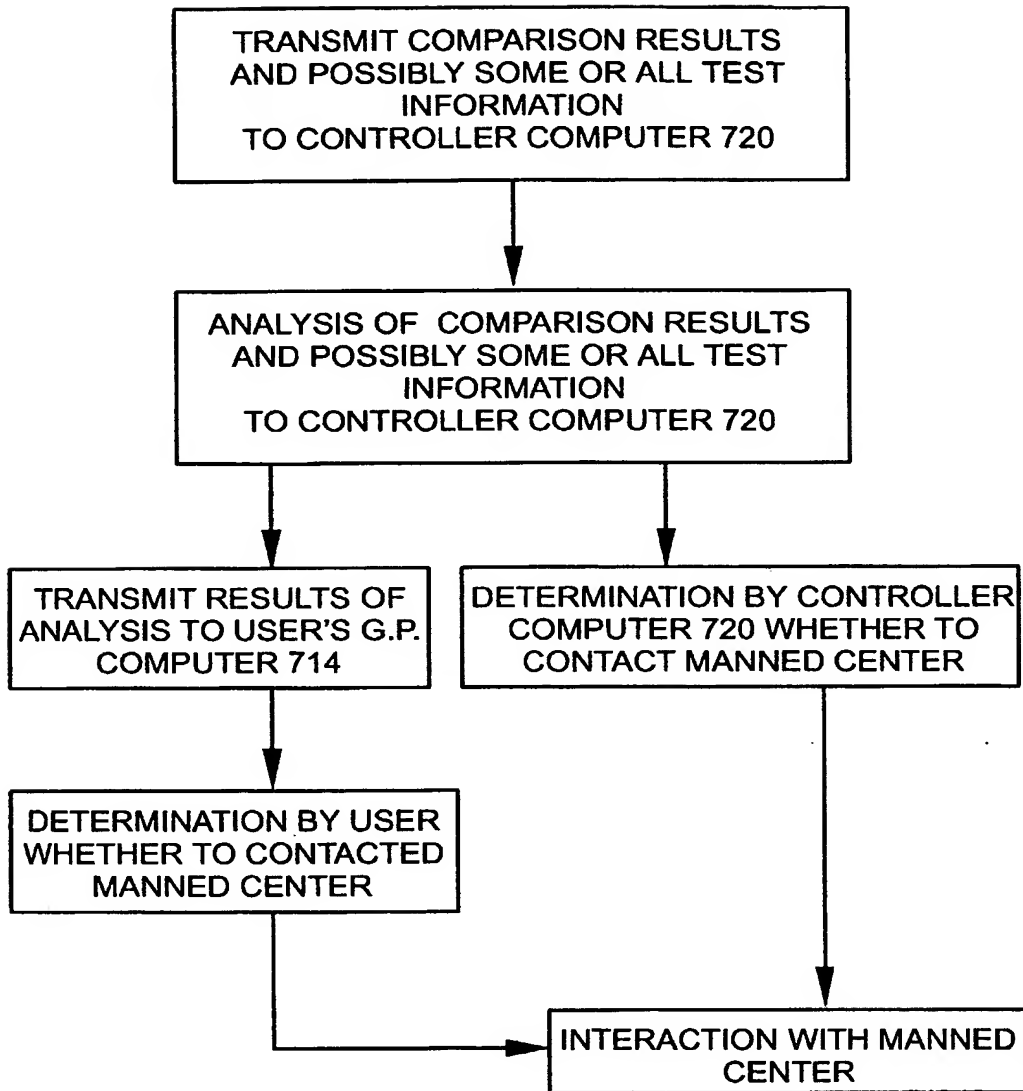 TRANSMIT COMPARISON RESULTS
AND POSSIBLY SOME OR ALL TEST
INFORMATION
TO CONTROLLER COMPUTER 720
ANALYSIS OF COMPARISON RESULTS
AND POSSIBLY SOME OR ALL TEST
INFORMATION
TO CONTROLLER COMPUTER 720
TRANSMIT RESULTS OF
ANALYSIS TO USER'S G.P.
COMPUTER 714
DETERMINATION BY CONTROLLER
COMPUTER 720 WHETHER TO
CONTACT MANNED CENTER
DETERMINATION BY USER
WHETHER TO CONTACTED
MANNED CENTER
INTERACTION WITH MANNED
CENTER